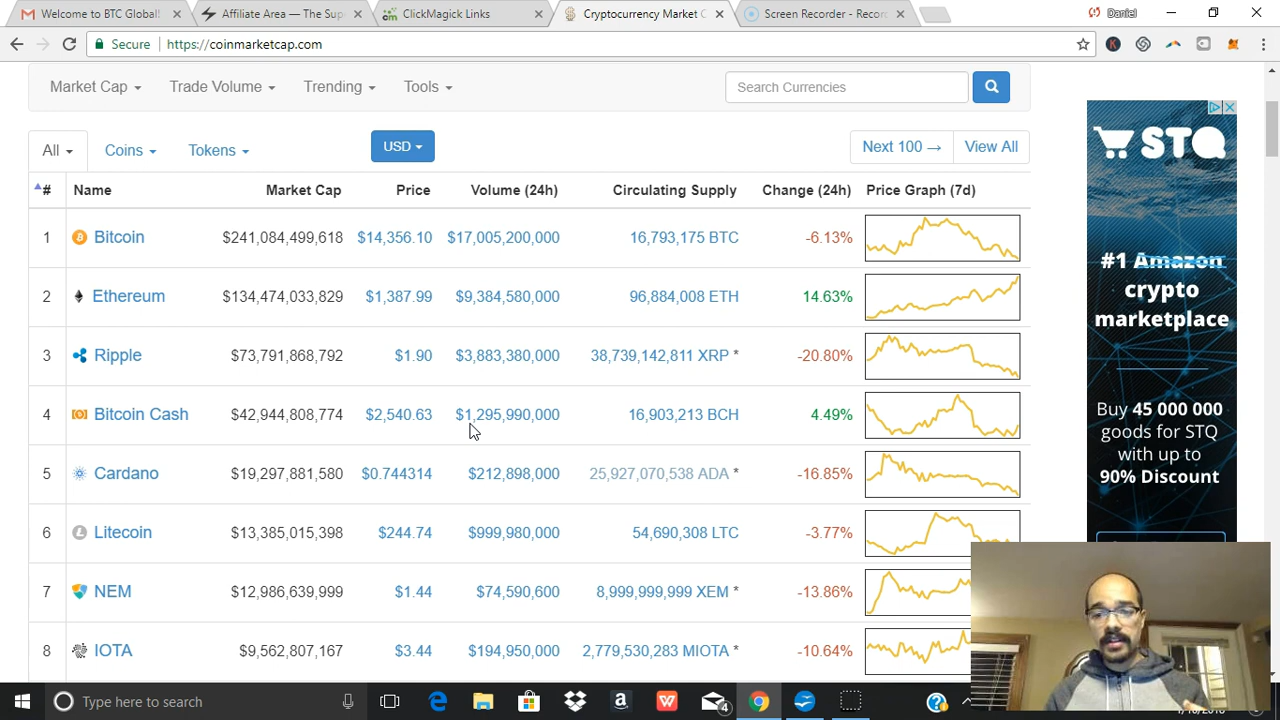 Welcome to BTC Global!
Affiliate Area — The Sup
ClickMagick Links
Cryptocurrency Market C
Screen Recorder - Record
Daniel
Secure
https://coinmarketcap.com
Market Cap
Trade Volume
Trending
Tools
Search Currencies
All
Coins
Tokens
USD
Next 100 →
View All
# Name Market Cap Price Volume (24h) Circulating Supply Change (24h) Price Graph (7d)
1 Bitcoin $241,084,499,618 $14,356.10 $17,005,200,000 16,793,175 BTC -6.13%
2 Ethereum $134,474,033,829 $1,387.99 $9,384,580,000 96,884,008 ETH 14.63%
3 Ripple $73,791,868,792 $1.90 $3,883,380,000 38,739,142,811 XRP * -20.80%
4 Bitcoin Cash $42,944,808,774 $2,540.63 $1,295,990,000 16,903,213 BCH 4.49%
5 Cardano $19,297,881,580 $0.744314 $212,898,000 25,927,070,538 ADA * -16.85%
6 Litecoin $13,385,015,398 $244.74 $999,980,000 54,690,308 LTC -3.77%
7 NEM $12,986,639,999 $1.44 $74,590,600 8,999,999,999 XEM * -13.86%
8 IOTA $9,552,807,167 $3.44 $194,950,000 2,779,530,283 MIOTA * -10.64%
STQ
#1 Amazon
crypto
marketplace
Buy 45 000 000
goods for STQ
with up to
90% Discount
Type here to search